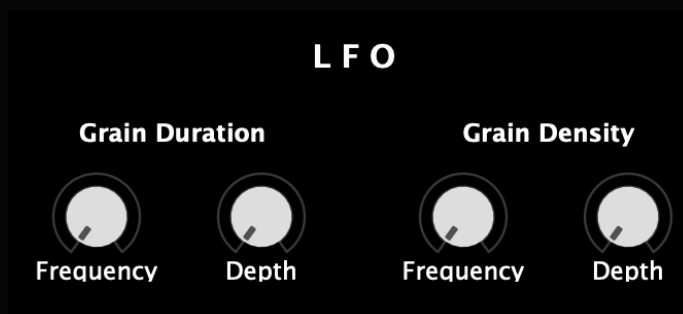 L F O
Grain Duration Grain Density
Frequency Depth Frequency Depth